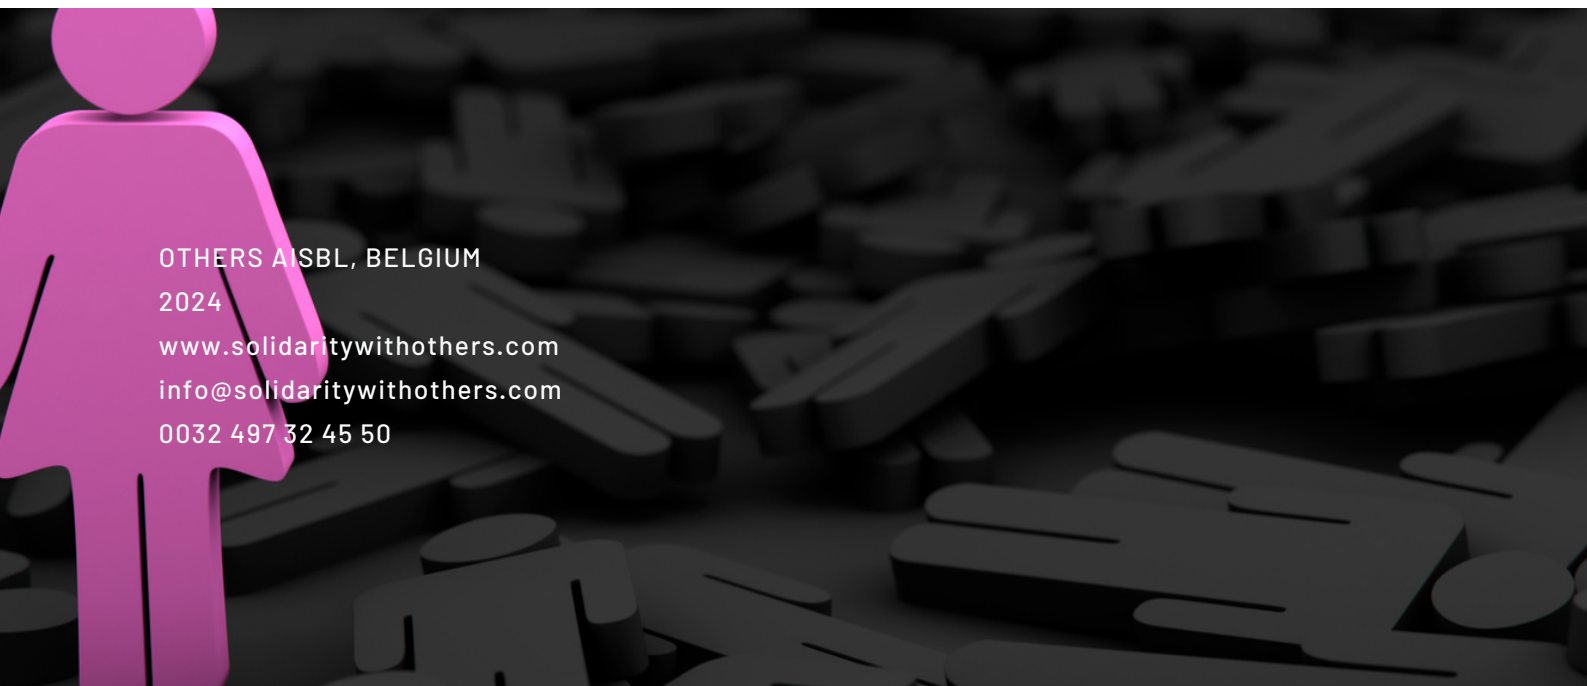 OTHERS AISBL, BELGIUM
2024
www.solidaritywithothers.com
info@solidaritywithothers.com
0032 497 32 45 50